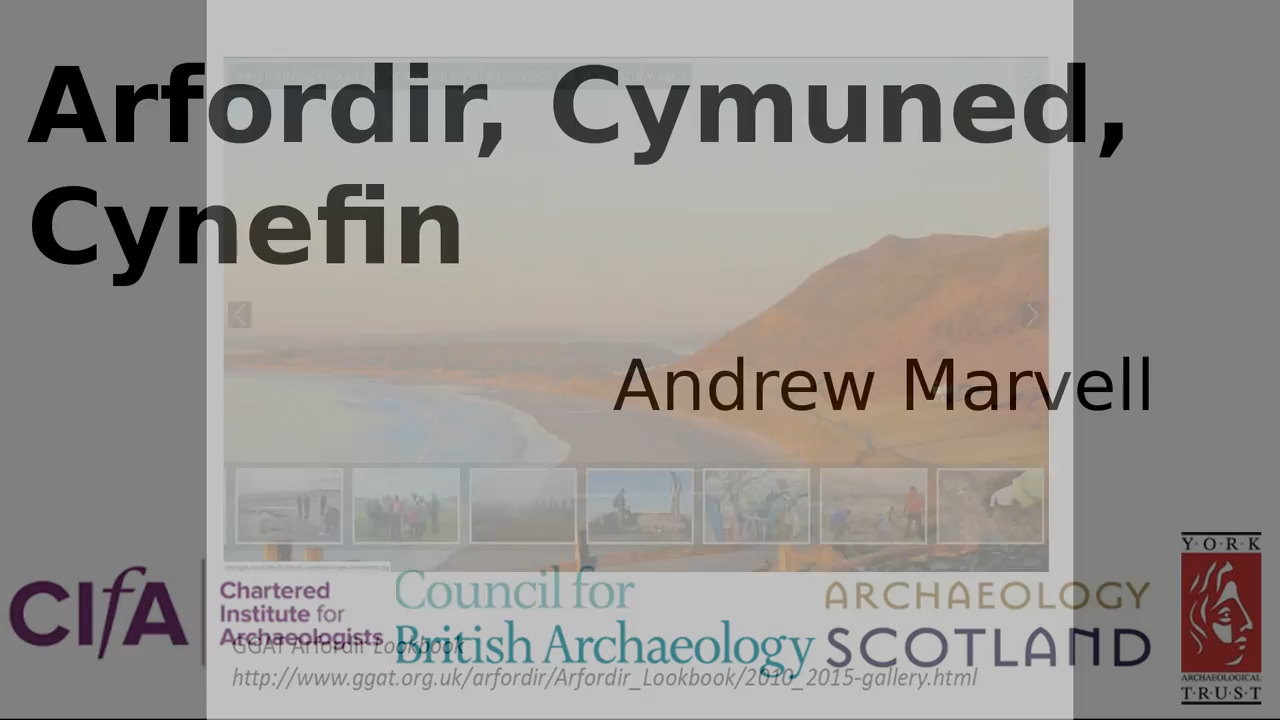 Arfordir, Cymuned,
Cynefin
Andrew Marvell
CIfA
Chartered
Institute for
Archaeologists
Council for
British Archaeology
ARCHAEOLOGY
SCOTLAND
YORK
ARCHAEOLOGICAL
TRUST
GGAT Arfordir Lookbook
http://www.ggat.org.uk/arfordir/Arfordir_Lookbook/2010_2015-gallery.html